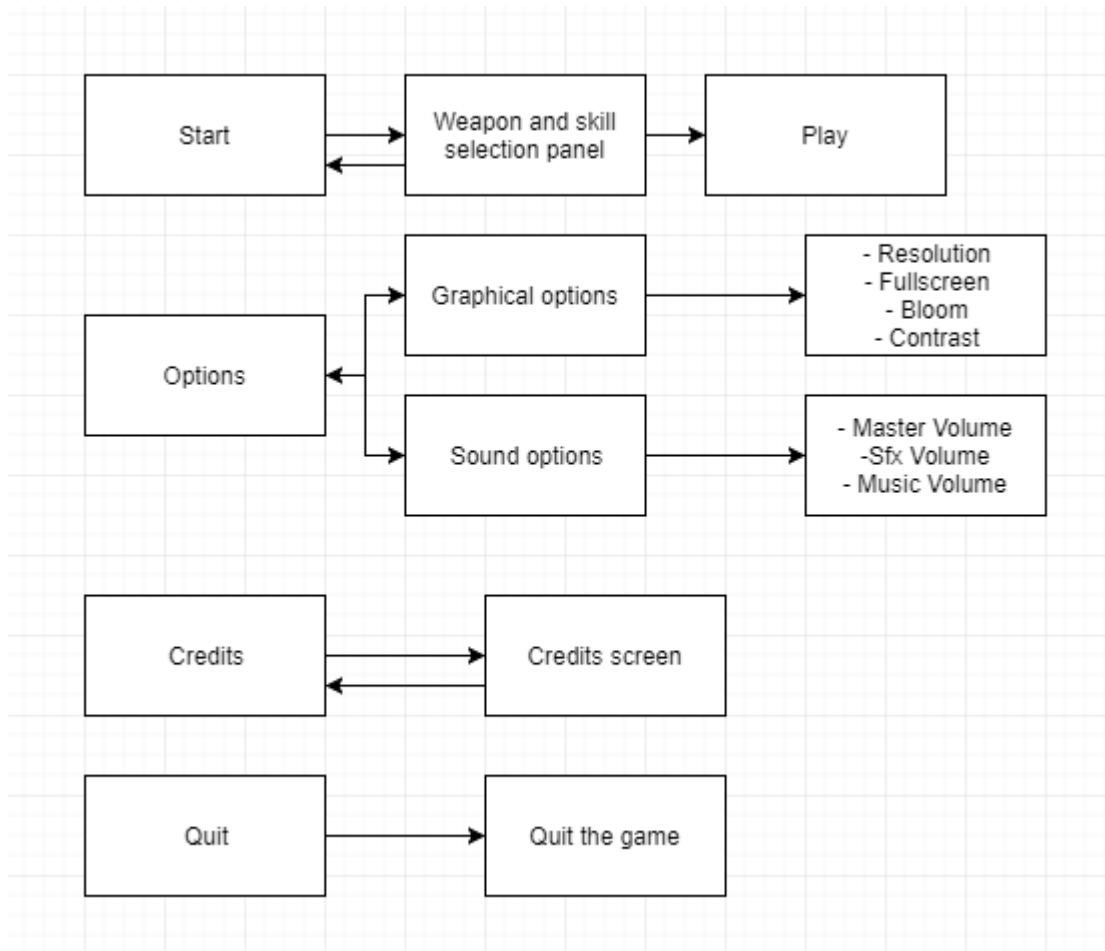 Start
Weapon and skill
selection panel
Play
Options
Graphical options
- Resolution
- Fullscreen
- Bloom
- Contrast
Sound options
- Master Volume
-Sfx Volume
- Music Volume
Credits
Credits screen
Quit
Quit the game